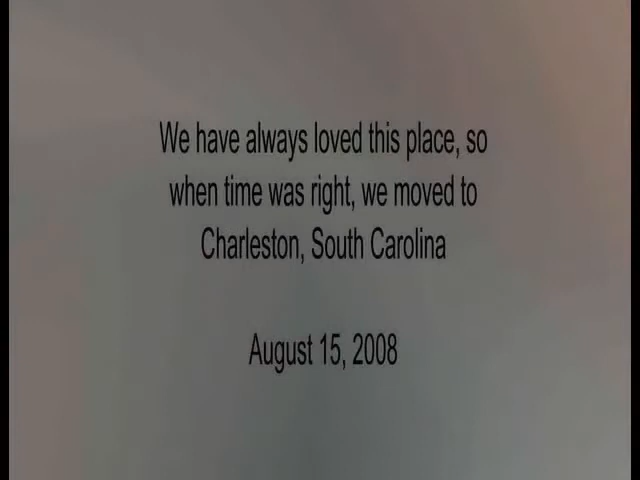 We have always loved this place, so
when time was right, we moved to
Charleston, South Carolina
August 15, 2008